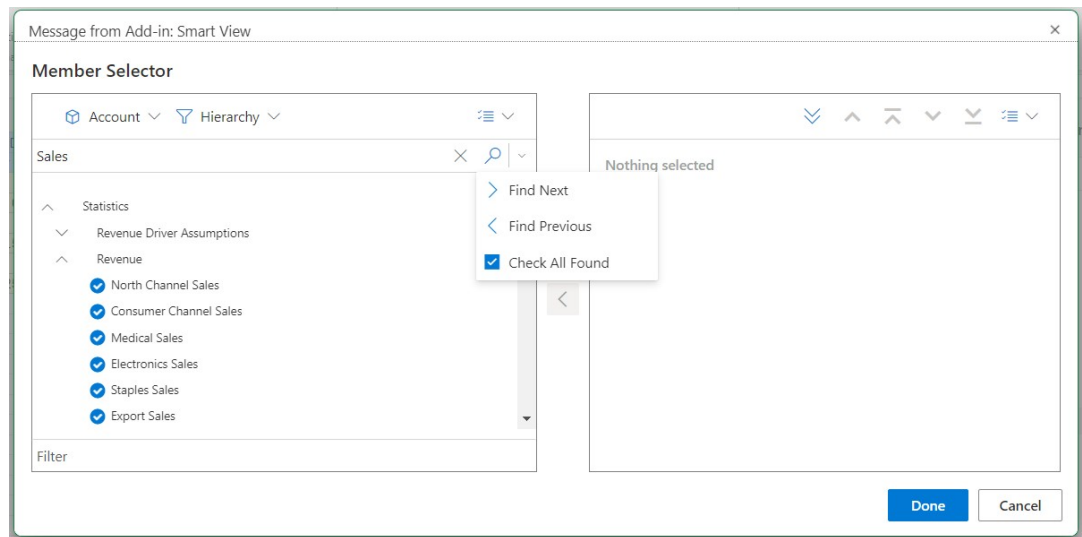 Message from Add-in: Smart View
Member Selector
Account
Hierarchy
Sales
Find Next
Find Previous
Check All Found
Statistics
Revenue Driver Assumptions
Revenue
North Channel Sales
Consumer Channel Sales
Medical Sales
Electronics Sales
Staples Sales
Export Sales
Filter
Nothing selected
Done
Cancel